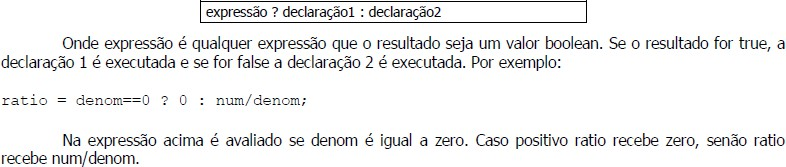 expressão ? declaração1 : declaração2
Onde expressão é qualquer expressão que o resultado seja um valor boolean. Se o resultado for true, a
declaração 1 é executada e se for false a declaração 2 é executada. Por exemplo:
ratio = denom==0 ? 0 : num/denom;
Na expressão acima é avaliado se denom é igual a zero. Caso positivo ratio recebe zero, senão ratio
recebe num/denom.